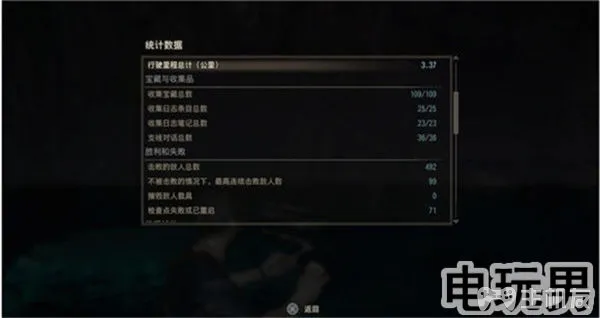 统计数据
行驶里程总计（公里） 3.37
宝藏与收集品
收集宝藏总数 109/109
收集日志条目总数 25/25
收集日志笔记总数 23/23
支线对话总数 36/36
胜利和失败
击败的敌人总数 492
不被击败的情况下，最高连续击败敌人数 99
摧毁敌人载具 0
检查点失败或已重启 71
返回
电玩男